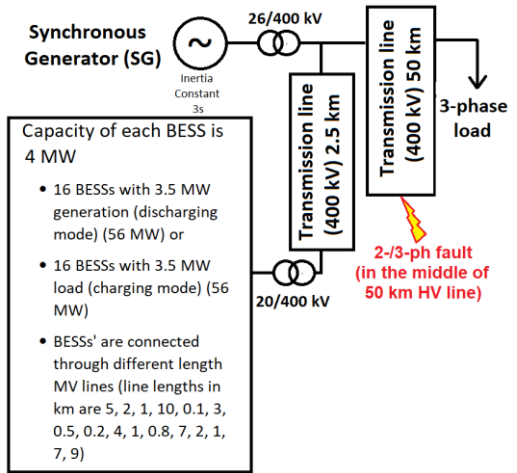 Synchronous
Generator (SG)
~
Inertia
Constant
3s
26/400 kV
Transmission line
(400 kV) 2.5 km
Transmission line
(400 kV) 50 km
3-phase
load
2-/3-ph fault
(in the middle of
50 km HV line)
20/400 kV
Capacity of each BESS is
4 MW
• 16 BESSs with 3.5 MW
generation (discharging
mode) (56 MW) or
• 16 BESSs with 3.5 MW
load (charging mode) (56
MW)
• BESSs' are connected
through different length
MV lines (line lengths in
km are 5, 2, 1, 10, 0.1, 3,
0.5, 0.2, 4, 1, 0.8, 7, 2, 1,
7, 9)